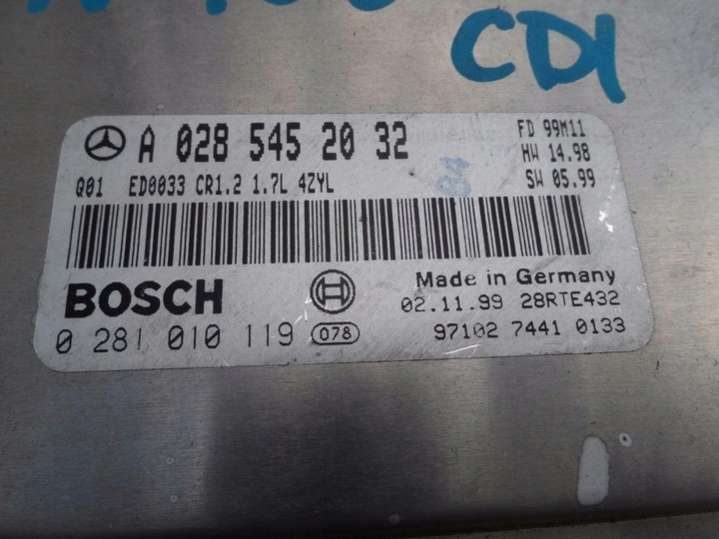 CDI
A 028 545 20 32
FD 99M11
HW 14.98
SW 05.99
Q01 ED0033 CR1.2 1.7L 4ZYL
BOSCH
Made in Germany
02.11.99 28RTE432
0 281 010 119 078
97102 7441 0133